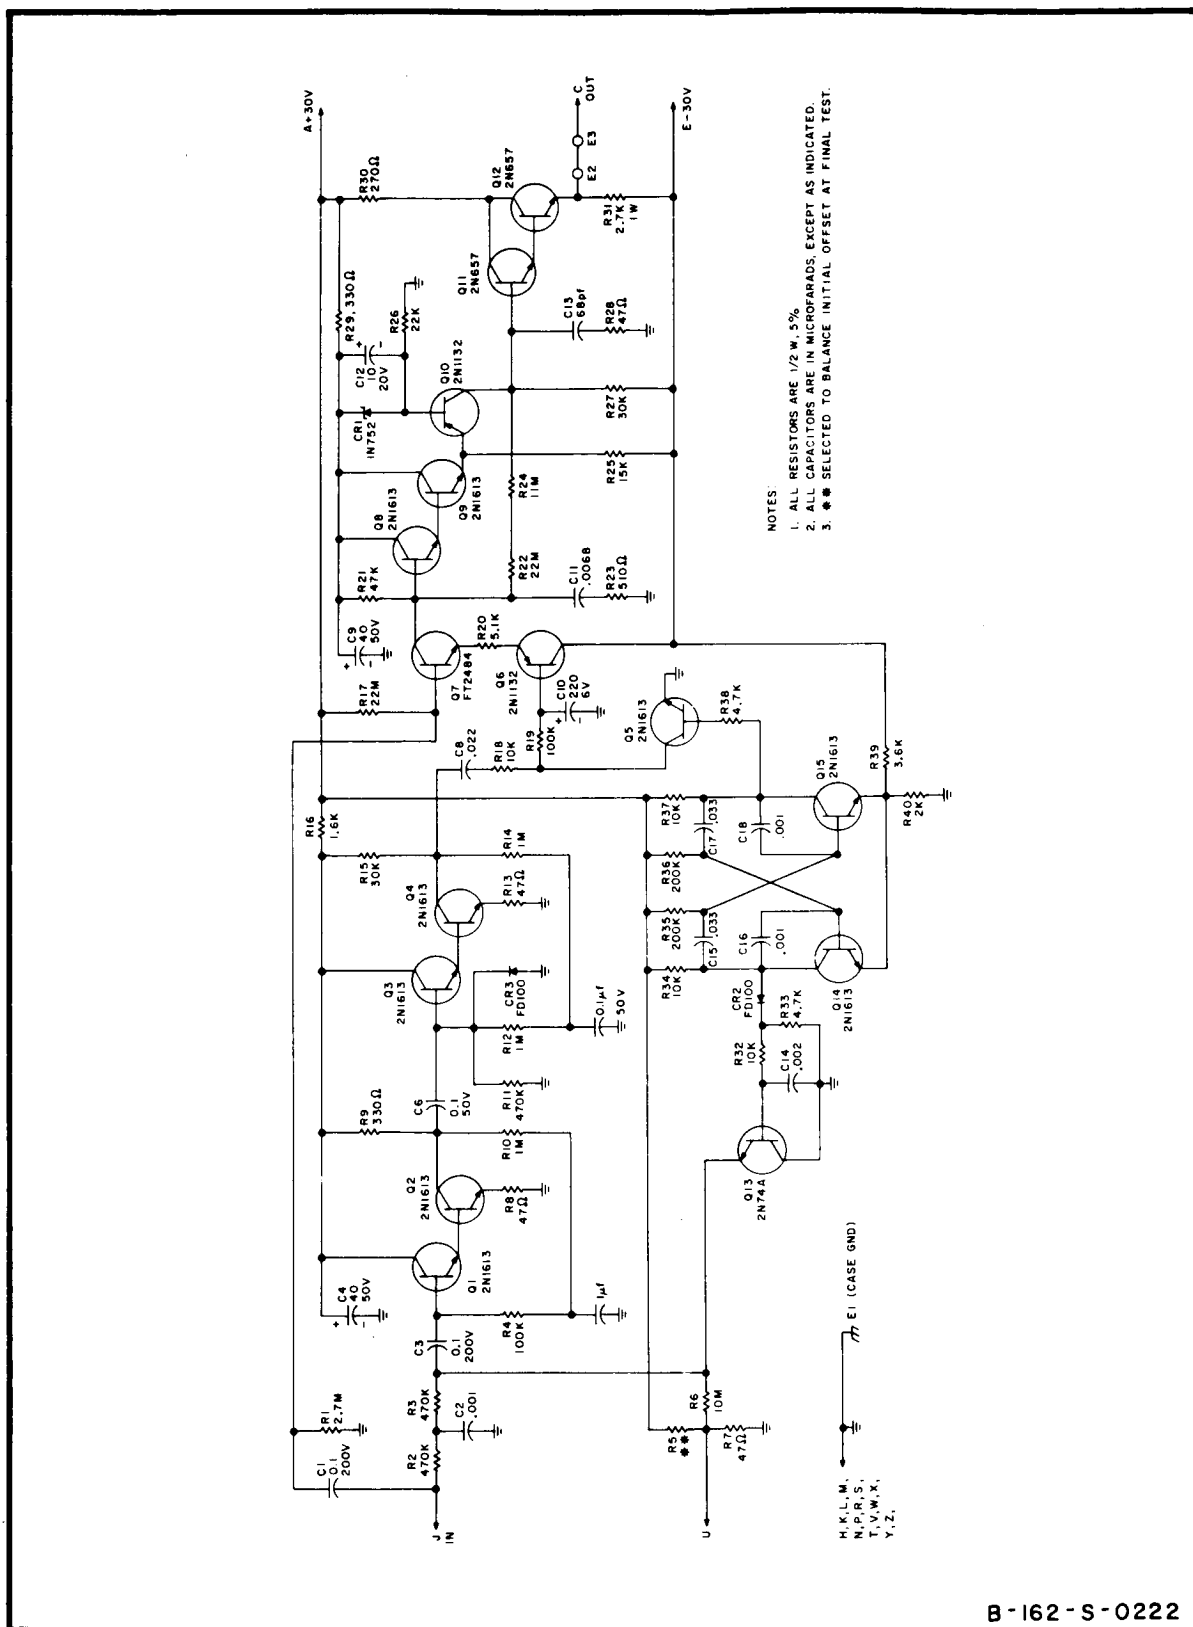 A+30V
R30
270Ω
Q12
2N657
C
OUT
E3
E2
R31
2.7K
1W
E-30V
R29, 330Ω
C12
10
20V
+
-
R26
22K
Q11
2N657
C13
68pf
R28
47Ω
CR1
1N752
Q10
2N1132
R27
30K
R25
15K
Q9
2N1613
R24
11M
Q8
2N1613
R22
22M
C11
.0068
R23
510Ω
R21
47K
C9
40
50V
+
-
R20
5.1K
R17
22M
Q7
FT2484
Q6
2N1132
C10
220
6V
+
-
C8
.022
R18
10K
R19
100K
Q5
2N1613
R38
4.7K
R16
1.6K
R15
30K
R14
1M
R13
47Ω
Q4
2N1613
Q3
2N1613
CR3
FD100
R12
1M
0.1µf
50V
R11
470K
C6
0.1
50V
R9
330Ω
R10
1M
Q2
2N1613
R8
47Ω
Q1
2N1613
C4
40
50V
+
-
R4
100K
1µf
C3
0.1
200V
R3
470K
C2
.001
R2
470K
R1
2.7M
C1
0.1
200V
J
IN
R37
10K
C17
.033
C18
.001
Q15
2N1613
R39
3.6K
R40
2K
R36
200K
R35
200K
C15
.033
C16
.001
R34
10K
CR2
FD100
Q14
2N1613
R33
4.7K
R32
10K
C14
.002
Q13
2N74A
R6
10M
R5
**
R7
47Ω
U
E1 (CASE GND)
H, K, L, M,
N, P, R, S,
T, V, W, X,
Y, Z,
NOTES:
1. ALL RESISTORS ARE 1/2 W, 5%
2. ALL CAPACITORS ARE IN MICROFARADS, EXCEPT AS INDICATED.
3. ** SELECTED TO BALANCE INITIAL OFFSET AT FINAL TEST.
B-162-S-0222